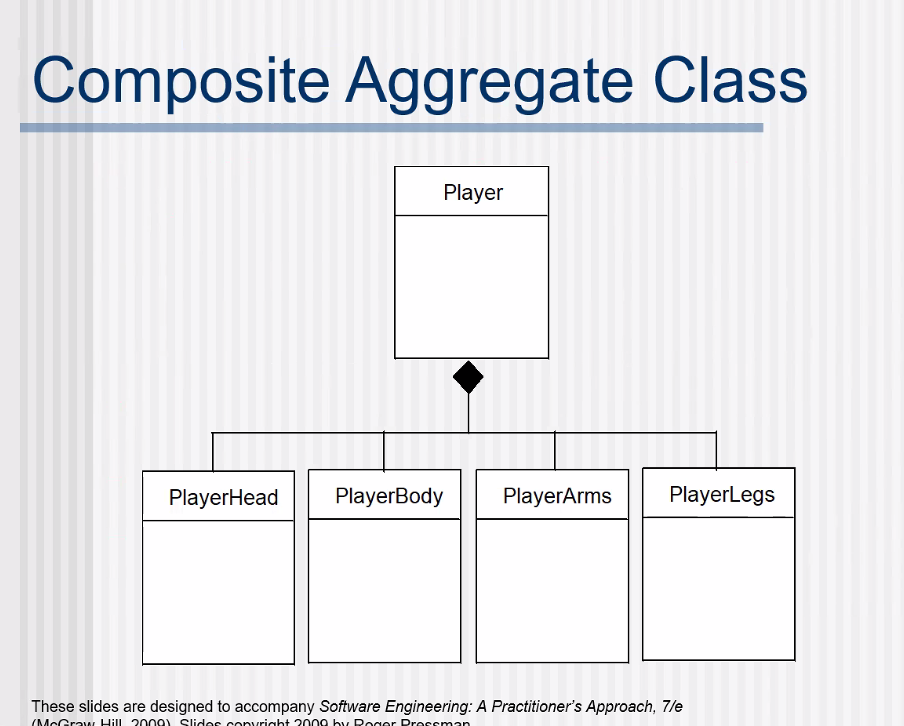 Composite Aggregate Class
Player
PlayerHead
PlayerBody
PlayerArms
PlayerLegs
These slides are designed to accompany Software Engineering: A Practitioner's Approach, 7/e
(McGraw-Hill, 2009). Slides copyright 2009 by Roger Pressman.